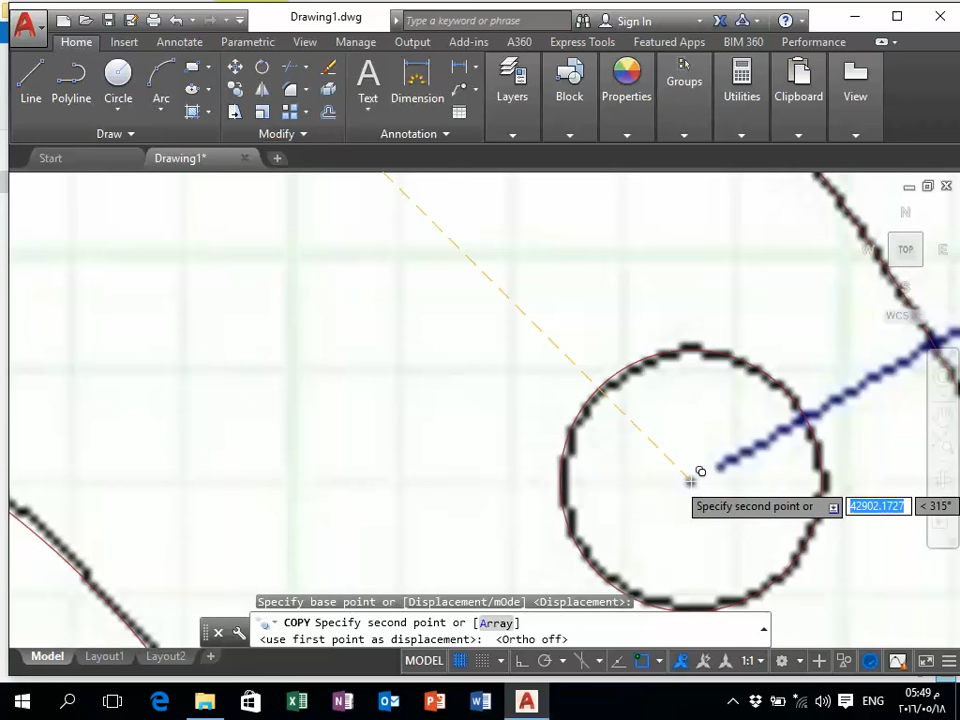 Drawing1.dwg
Type a keyword or phrase
Sign In
Home Insert Annotate Parametric View Manage Output Add-ins A360 Express Tools Featured Apps BIM 360 Performance
Line Polyline Circle Arc Text Dimension Layers Block Properties Groups Utilities Clipboard View
Draw Modify Annotation
Start Drawing1*
N
W TOP E
S
WCS
Specify second point or 42902.1727 < 315°
Specify base point or [Displacement/mOde] <Displacement>:
COPY Specify second point or [Array]
<use first point as displacement>: <Ortho off>
Model Layout1 Layout2 + MODEL 1:1
ENG
05:49 م
٢٠١٦/٠٥/١٨